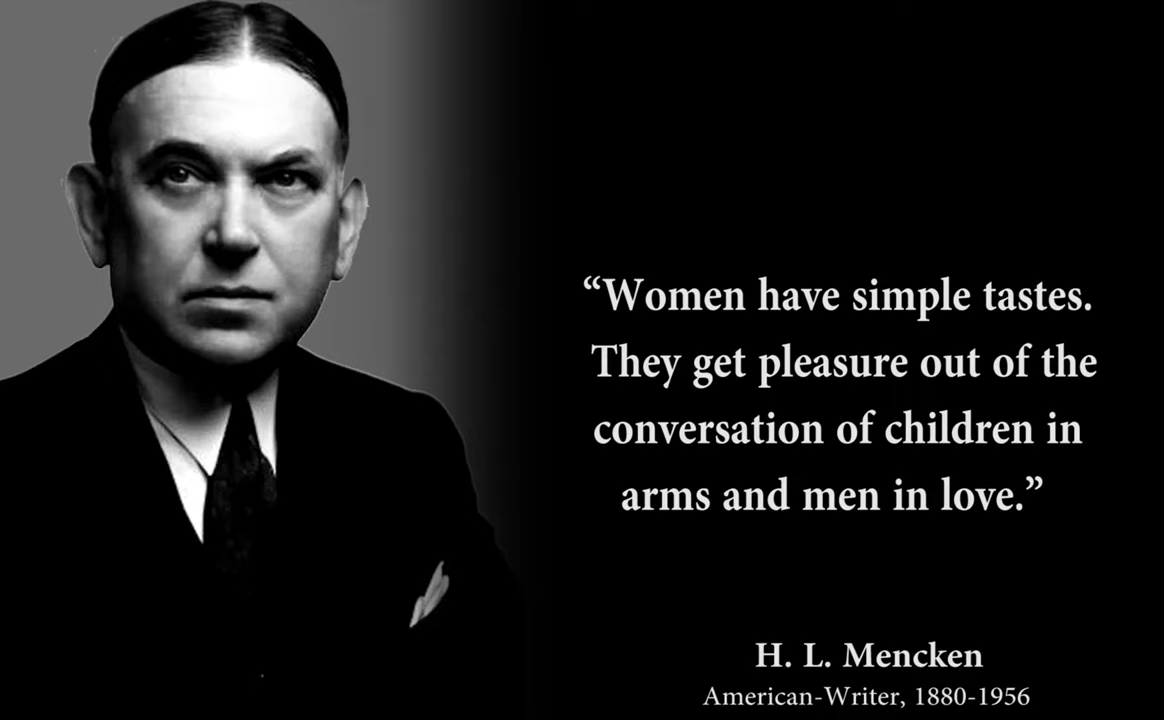 “Women have simple tastes.
They get pleasure out of the
conversation of children in
arms and men in love.”
H. L. Mencken
American-Writer, 1880-1956